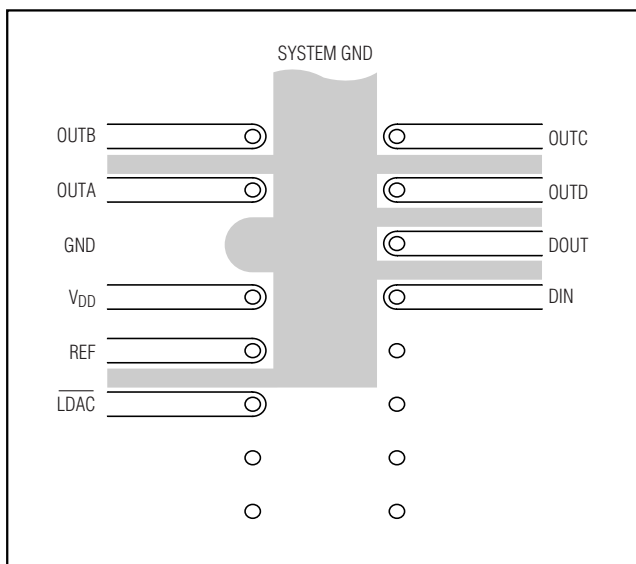 SYSTEM GND
OUTB
OUTC
OUTA
OUTD
GND
DOUT
VDD
DIN
REF
LDAC